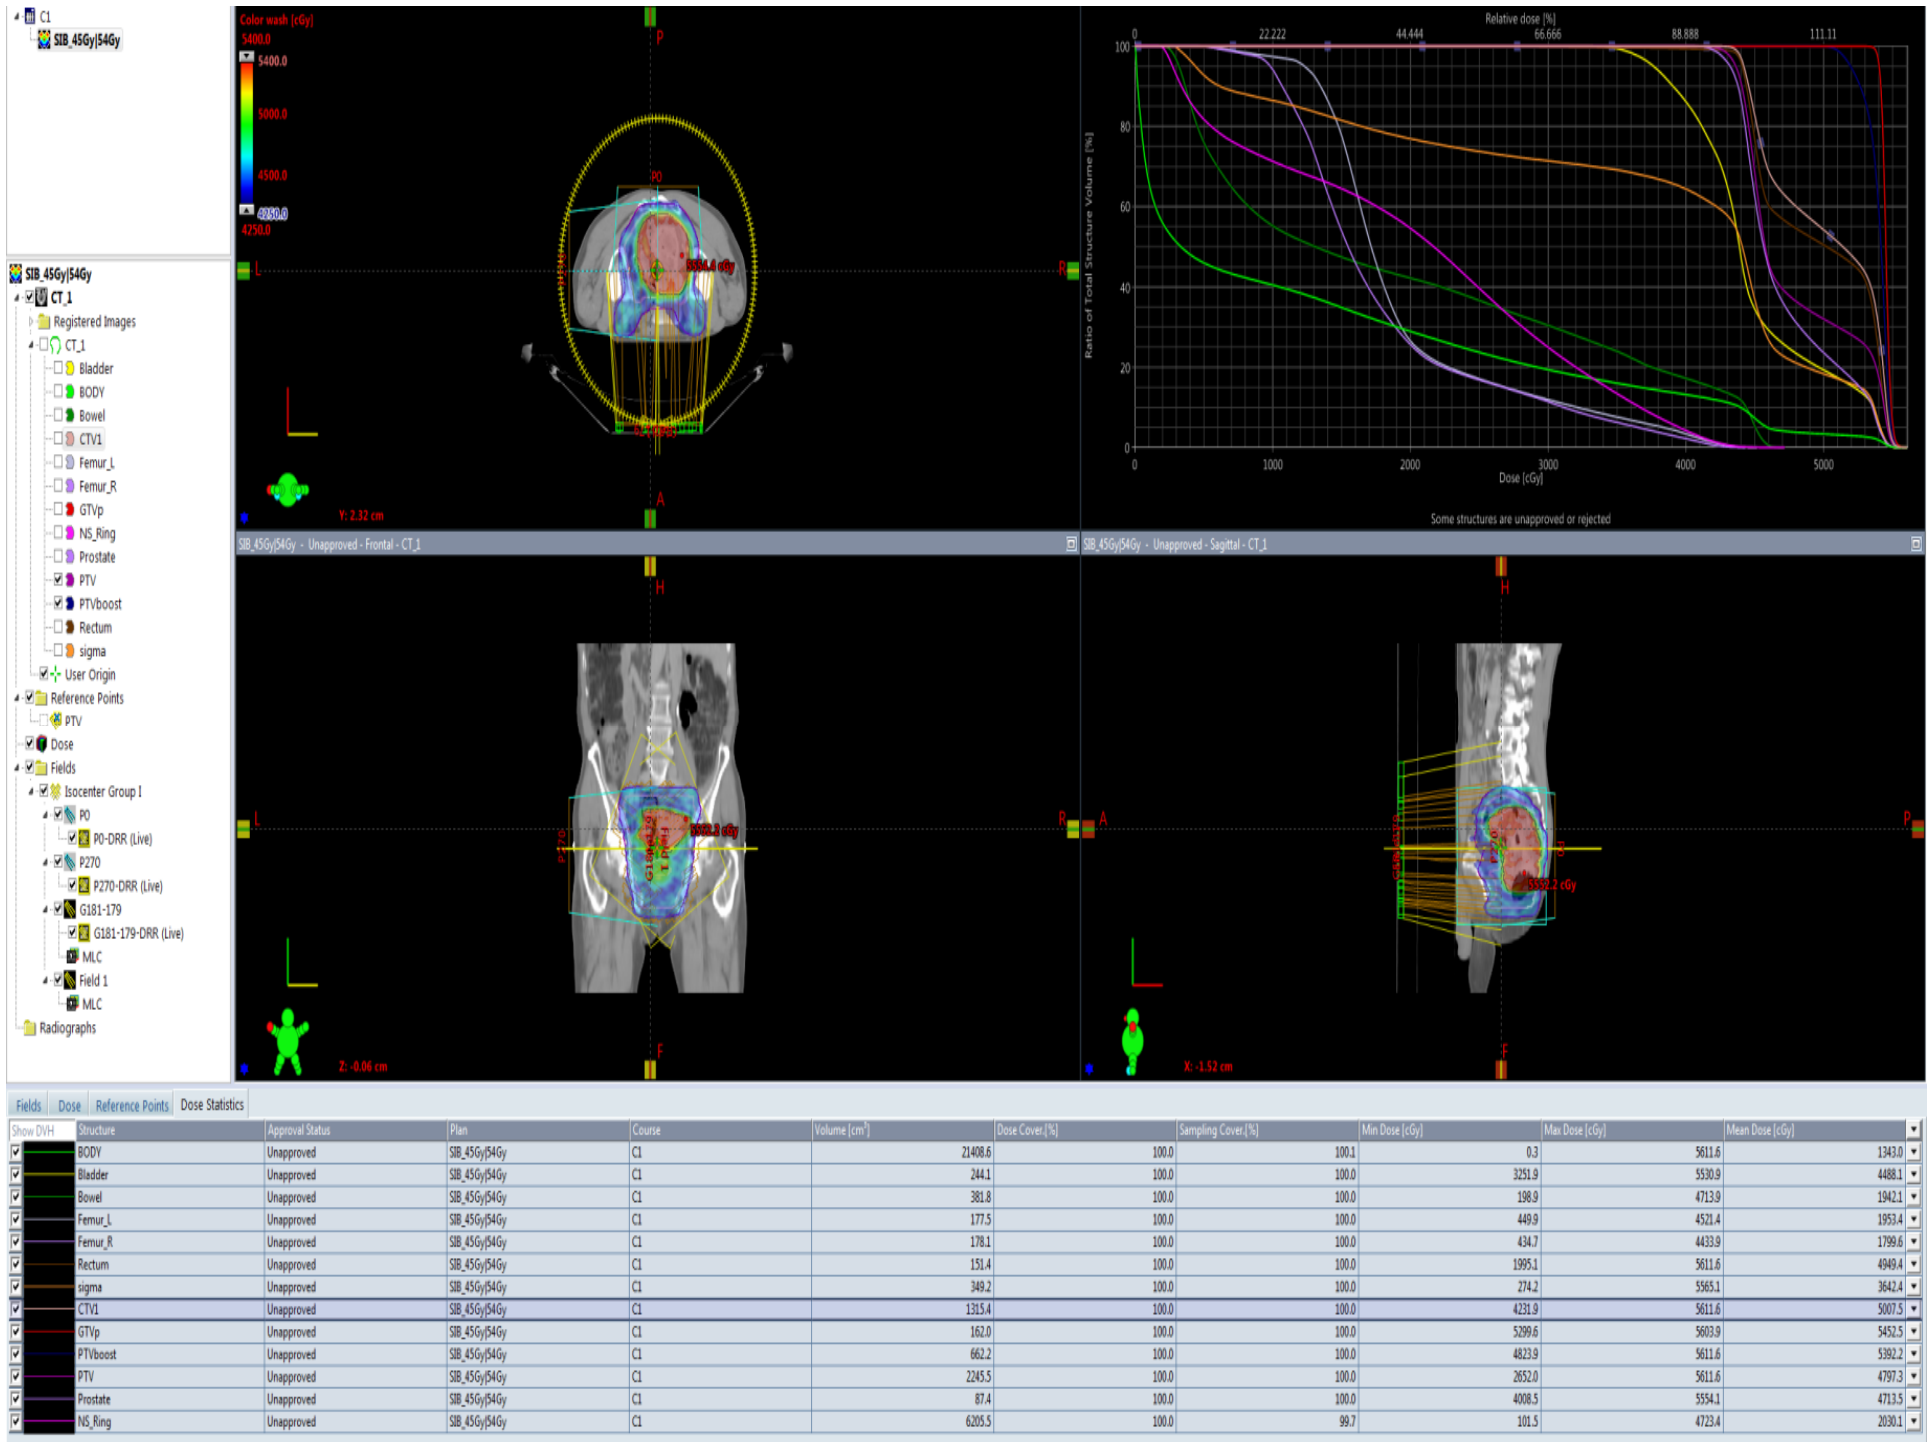 C1
SIB_45Gy|54Gy
SIB_45Gy|54Gy
CT_1
Registered Images
CT_1
Bladder
BODY
Bowel
CTV1
Femur_L
Femur_R
GTVp
NS_Ring
Prostate
PTV
PTVboost
Rectum
sigma
User Origin
Reference Points
PTV
Dose
Fields
Isocenter Group I
P0
P0-DRR (Live)
P270
P270-DRR (Live)
G181-179
G181-179-DRR (Live)
MLC
Field 1
MLC
Radiographs
Color wash [cGy]
5400.0
5400.0
5000.0
4500.0
4250.0
4250.0
P
P0
L
R
5554.4 cGy
A
Y: 2.32 cm
Relative dose [%]
0 22.222 44.444 66.666 88.888 111.11
100
80
60
40
20
0
Ratio of Total Structure Volume [%]
0 1000 2000 3000 4000 5000
Dose [cGy]
Some structures are unapproved or rejected
SIB_45Gy|54Gy - Unapproved - Frontal - CT_1
H
L
R
P270
F
Z: -0.06 cm
SIB_45Gy|54Gy - Unapproved - Sagittal - CT_1
H
A
P
P270
P0
5552.2 cGy
F
X: -1.52 cm
Fields Dose Reference Points Dose Statistics
Show DVH Structure Approval Status Plan Course Volume [cm³] Dose Cover.[%] Sampling Cover.[%] Min Dose [cGy] Max Dose [cGy] Mean Dose [cGy]
BODY Unapproved SIB_45Gy|54Gy C1 21408.6 100.0 100.1 0.3 5611.6 1343.0
Bladder Unapproved SIB_45Gy|54Gy C1 244.1 100.0 100.0 3251.9 5530.9 4488.1
Bowel Unapproved SIB_45Gy|54Gy C1 381.8 100.0 100.0 198.9 4713.9 1942.1
Femur_L Unapproved SIB_45Gy|54Gy C1 177.5 100.0 100.0 449.9 4521.4 1953.4
Femur_R Unapproved SIB_45Gy|54Gy C1 178.1 100.0 100.0 434.7 4433.9 1799.6
Rectum Unapproved SIB_45Gy|54Gy C1 151.4 100.0 100.0 1995.1 5611.6 4949.4
sigma Unapproved SIB_45Gy|54Gy C1 349.2 100.0 100.0 274.2 5565.1 3642.4
CTV1 Unapproved SIB_45Gy|54Gy C1 1315.4 100.0 100.0 4231.9 5611.6 5007.5
GTVp Unapproved SIB_45Gy|54Gy C1 162.0 100.0 100.0 5299.6 5603.9 5452.5
PTVboost Unapproved SIB_45Gy|54Gy C1 662.2 100.0 100.0 4823.9 5611.6 5392.2
PTV Unapproved SIB_45Gy|54Gy C1 2245.5 100.0 100.0 2652.0 5611.6 4797.3
Prostate Unapproved SIB_45Gy|54Gy C1 87.4 100.0 100.0 4008.5 5554.1 4713.5
NS_Ring Unapproved SIB_45Gy|54Gy C1 6205.5 100.0 99.7 101.5 4723.4 2030.1